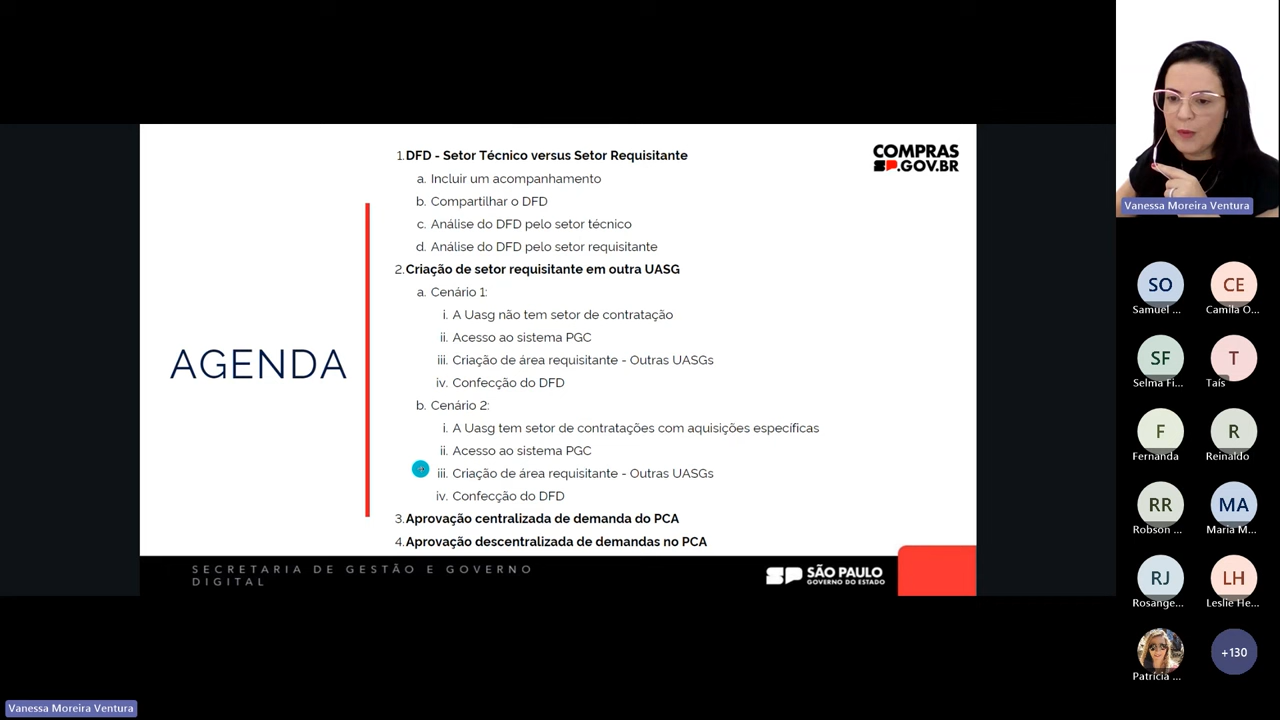 1. DFD - Setor Técnico versus Setor Requisitante
a. Incluir um acompanhamento
b. Compartilhar o DFD
c. Análise do DFD pelo setor técnico
d. Análise do DFD pelo setor requisitante
2. Criação de setor requisitante em outra UASG
a. Cenário 1:
i. A Uasg não tem setor de contratação
ii. Acesso ao sistema PGC
iii. Criação de área requisitante - Outras UASGs
iv. Confecção do DFD
b. Cenário 2:
i. A Uasg tem setor de contratações com aquisições específicas
ii. Acesso ao sistema PGC
iii. Criação de área requisitante - Outras UASGs
iv. Confecção do DFD
3. Aprovação centralizada de demanda do PCA
4. Aprovação descentralizada de demandas no PCA
AGENDA
COMPRAS
SP.GOV.BR
SECRETARIA DE GESTÃO E GOVERNO
DIGITAL
SP SÃO PAULO
GOVERNO DO ESTADO
Vanessa Moreira Ventura
SO CE
Samuel ... Camila O...
SF T
Selma Fi... Taís
F R
Fernanda Reinaldo
RR MA
Robson ... Maria M...
RJ LH
Rosange... Leslie He...
+130
Patrícia ...
Vanessa Moreira Ventura